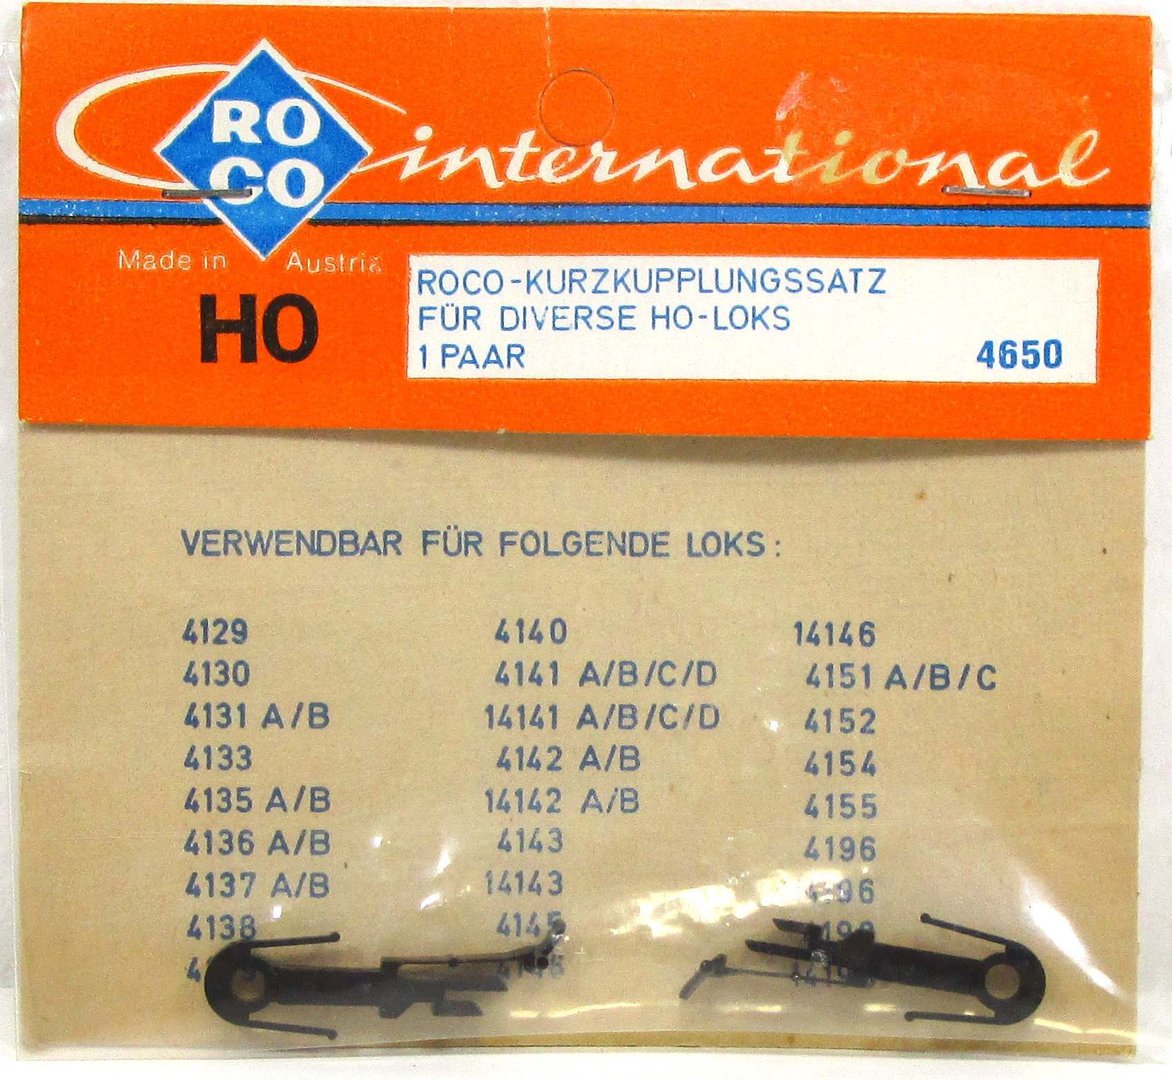 ROCO
international
Made in Austria
HO
ROCO-KURZKUPPLUNGSSATZ
FÜR DIVERSE HO-LOKS
1 PAAR 4650
VERWENDBAR FÜR FOLGENDE LOKS:
4129 4140 14146
4130 4141 A/B/C/D 4151 A/B/C
4131 A/B 14141 A/B/C/D 4152
4133 4142 A/B 4154
4135 A/B 14142 A/B 4155
4136 A/B 4143 4196
4137 A/B 14143
4138 4145